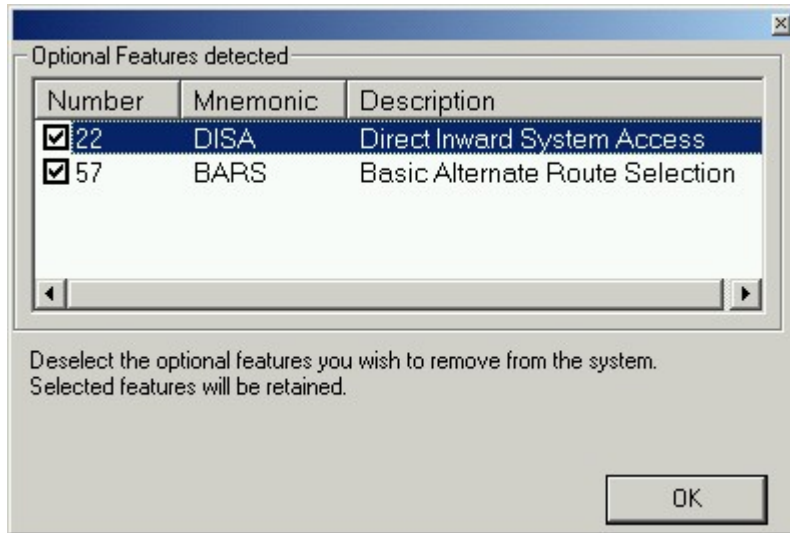 Optional Features detected
Number Mnemonic Description
22 DISA Direct Inward System Access
57 BARS Basic Alternate Route Selection
Deselect the optional features you wish to remove from the system.
Selected features will be retained.
OK